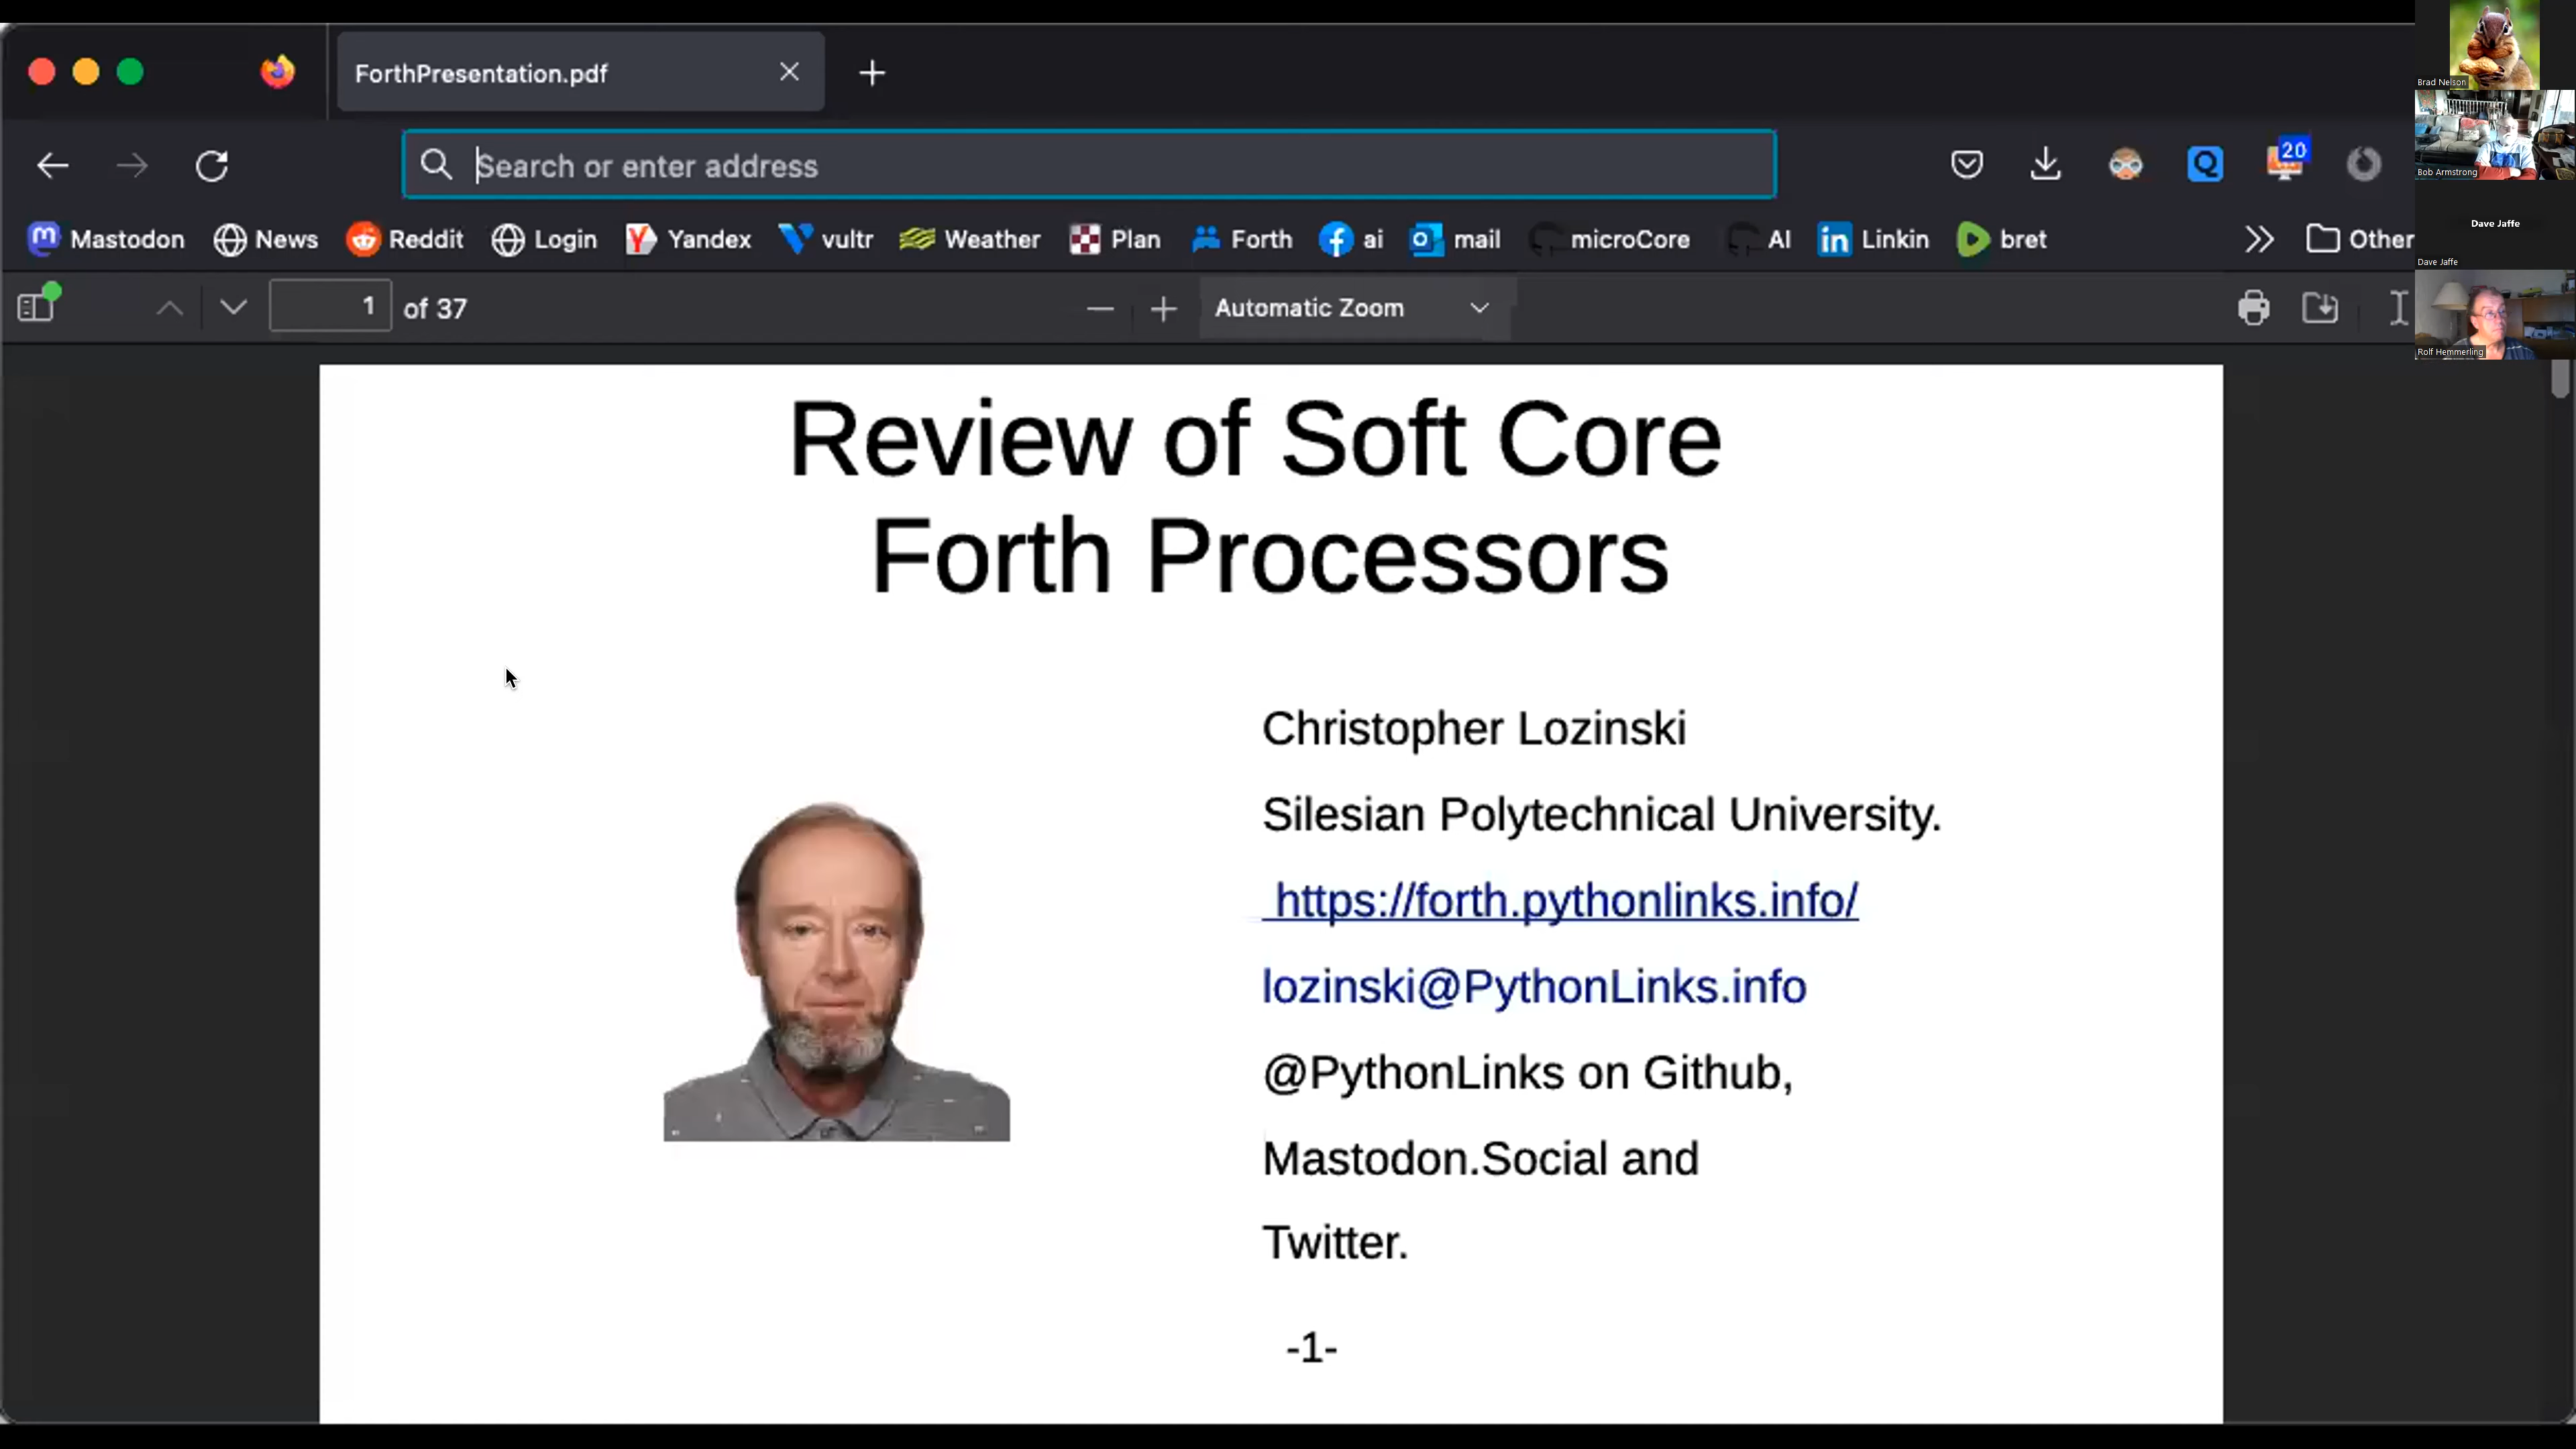 ForthPresentation.pdf
Search or enter address
20
Mastodon News Reddit Login Yandex vultr Weather Plan Forth ai mail microCore AI Linkin bret Other
1 of 37
Automatic Zoom
Review of Soft Core
Forth Processors
Christopher Lozinski
Silesian Polytechnical University.
https://forth.pythonlinks.info/
lozinski@PythonLinks.info
@PythonLinks on Github,
Mastodon.Social and
Twitter.
-1-
Brad Nelson
Bob Armstrong
Dave Jaffe
Dave Jaffe
Rolf Hemmerling